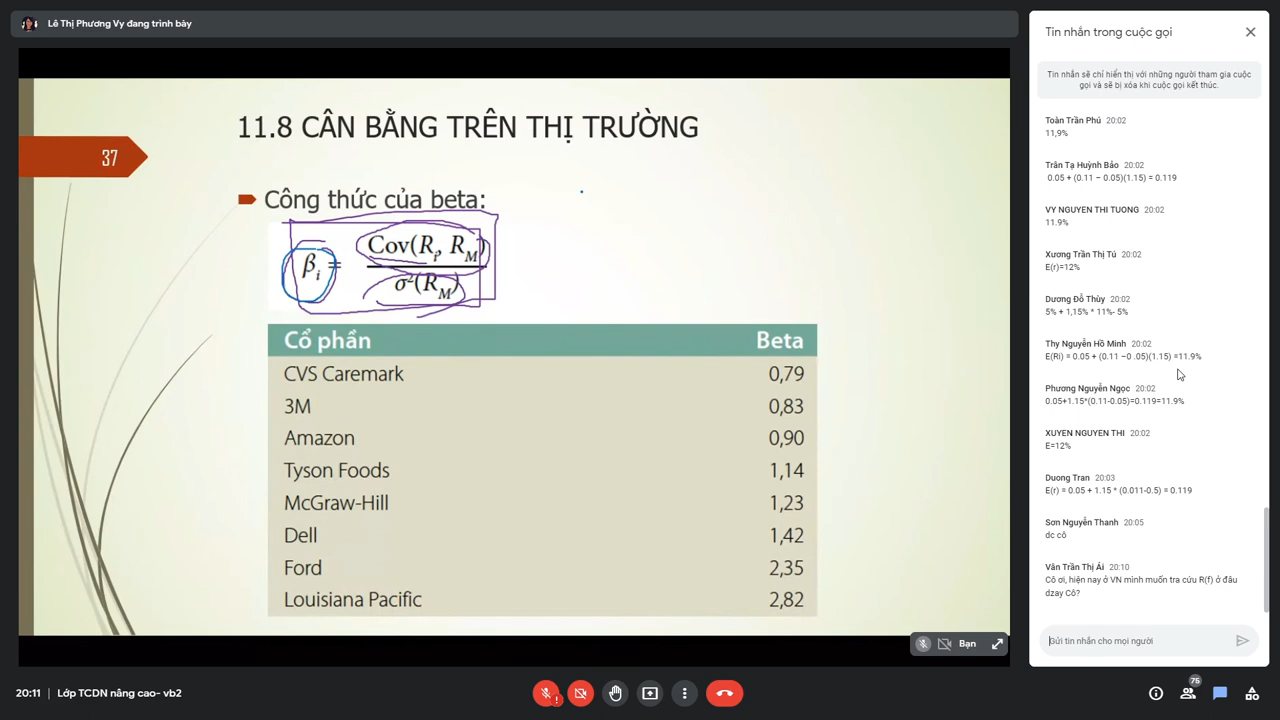 Lê Thị Phương Vy đang trình bày
37
11.8 CÂN BẰNG TRÊN THỊ TRƯỜNG
Công thức của beta:
βi = Cov(Ri, RM)
σ²(RM)
Cổ phần Beta
CVS Caremark 0,79
3M 0,83
Amazon 0,90
Tyson Foods 1,14
McGraw-Hill 1,23
Dell 1,42
Ford 2,35
Louisiana Pacific 2,82
Bạn
Tin nhắn trong cuộc gọi
Tin nhắn sẽ chỉ hiển thị với những người tham gia cuộc
gọi và sẽ bị xóa khi cuộc gọi kết thúc.
Toàn Trần Phú 20:02
11,9%
Trân Tạ Huỳnh Bảo 20:02
0.05 + (0.11 − 0.05)(1.15) = 0.119
VY NGUYEN THI TUONG 20:02
11.9%
Xương Trần Thị Tú 20:02
E(r)=12%
Dương Đỗ Thùy 20:02
5% + 1,15% * 11%- 5%
Thy Nguyễn Hồ Minh 20:02
E(Ri) = 0.05 + (0.11 −0 .05)(1.15) =11.9%
Phương Nguyễn Ngọc 20:02
0.05+1.15*(0.11-0.05)=0.119=11.9%
XUYEN NGUYEN THI 20:02
E=12%
Duong Tran 20:03
E(r) = 0.05 + 1.15 * (0.011-0.5) = 0.119
Sơn Nguyễn Thanh 20:05
dc cô
Vân Trần Thị Ái 20:10
Cô ơi, hiện nay ở VN mình muốn tra cứu R(f) ở đâu
dzay Cô?
Gửi tin nhắn cho mọi người
20:11 | Lớp TCDN nâng cao- vb2
75